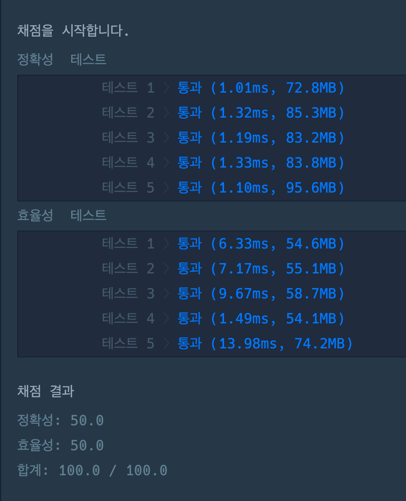 채점을 시작합니다.
정확성 테스트
테스트 1 〉 통과 (1.01ms, 72.8MB)
테스트 2 〉 통과 (1.32ms, 85.3MB)
테스트 3 〉 통과 (1.19ms, 83.2MB)
테스트 4 〉 통과 (1.33ms, 83.8MB)
테스트 5 〉 통과 (1.10ms, 95.6MB)
효율성 테스트
테스트 1 〉 통과 (6.33ms, 54.6MB)
테스트 2 〉 통과 (7.17ms, 55.1MB)
테스트 3 〉 통과 (9.67ms, 58.7MB)
테스트 4 〉 통과 (1.49ms, 54.1MB)
테스트 5 〉 통과 (13.98ms, 74.2MB)
채점 결과
정확성: 50.0
효율성: 50.0
합계: 100.0 / 100.0